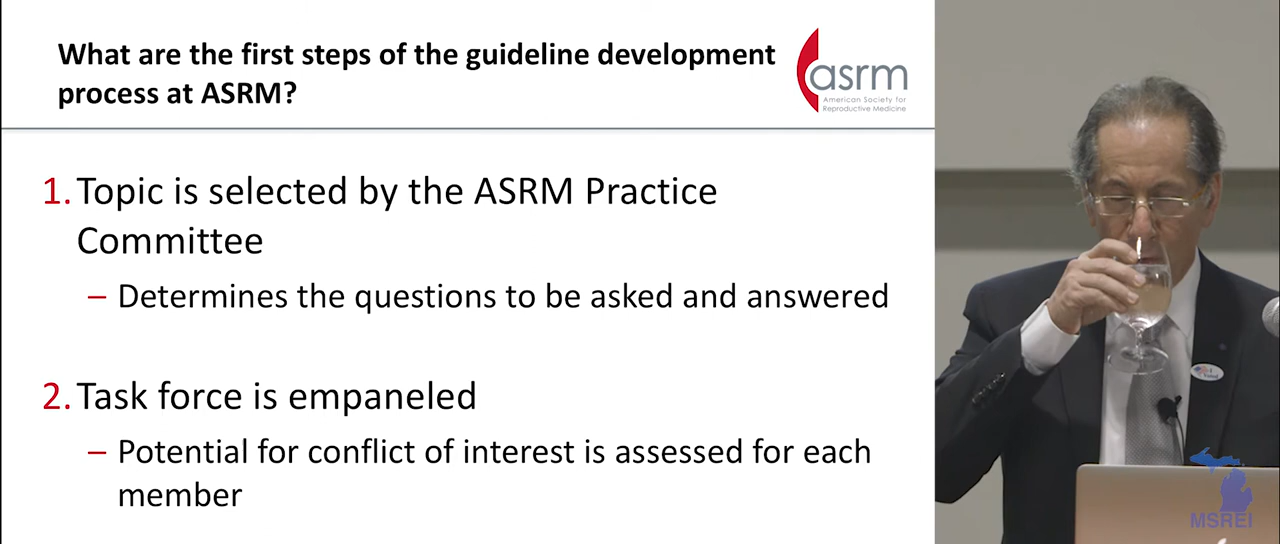 What are the first steps of the guideline development
process at ASRM?
asrm
American Society for
Reproductive Medicine
1. Topic is selected by the ASRM Practice
Committee
– Determines the questions to be asked and answered
2. Task force is empaneled
– Potential for conflict of interest is assessed for each
member
MSREI